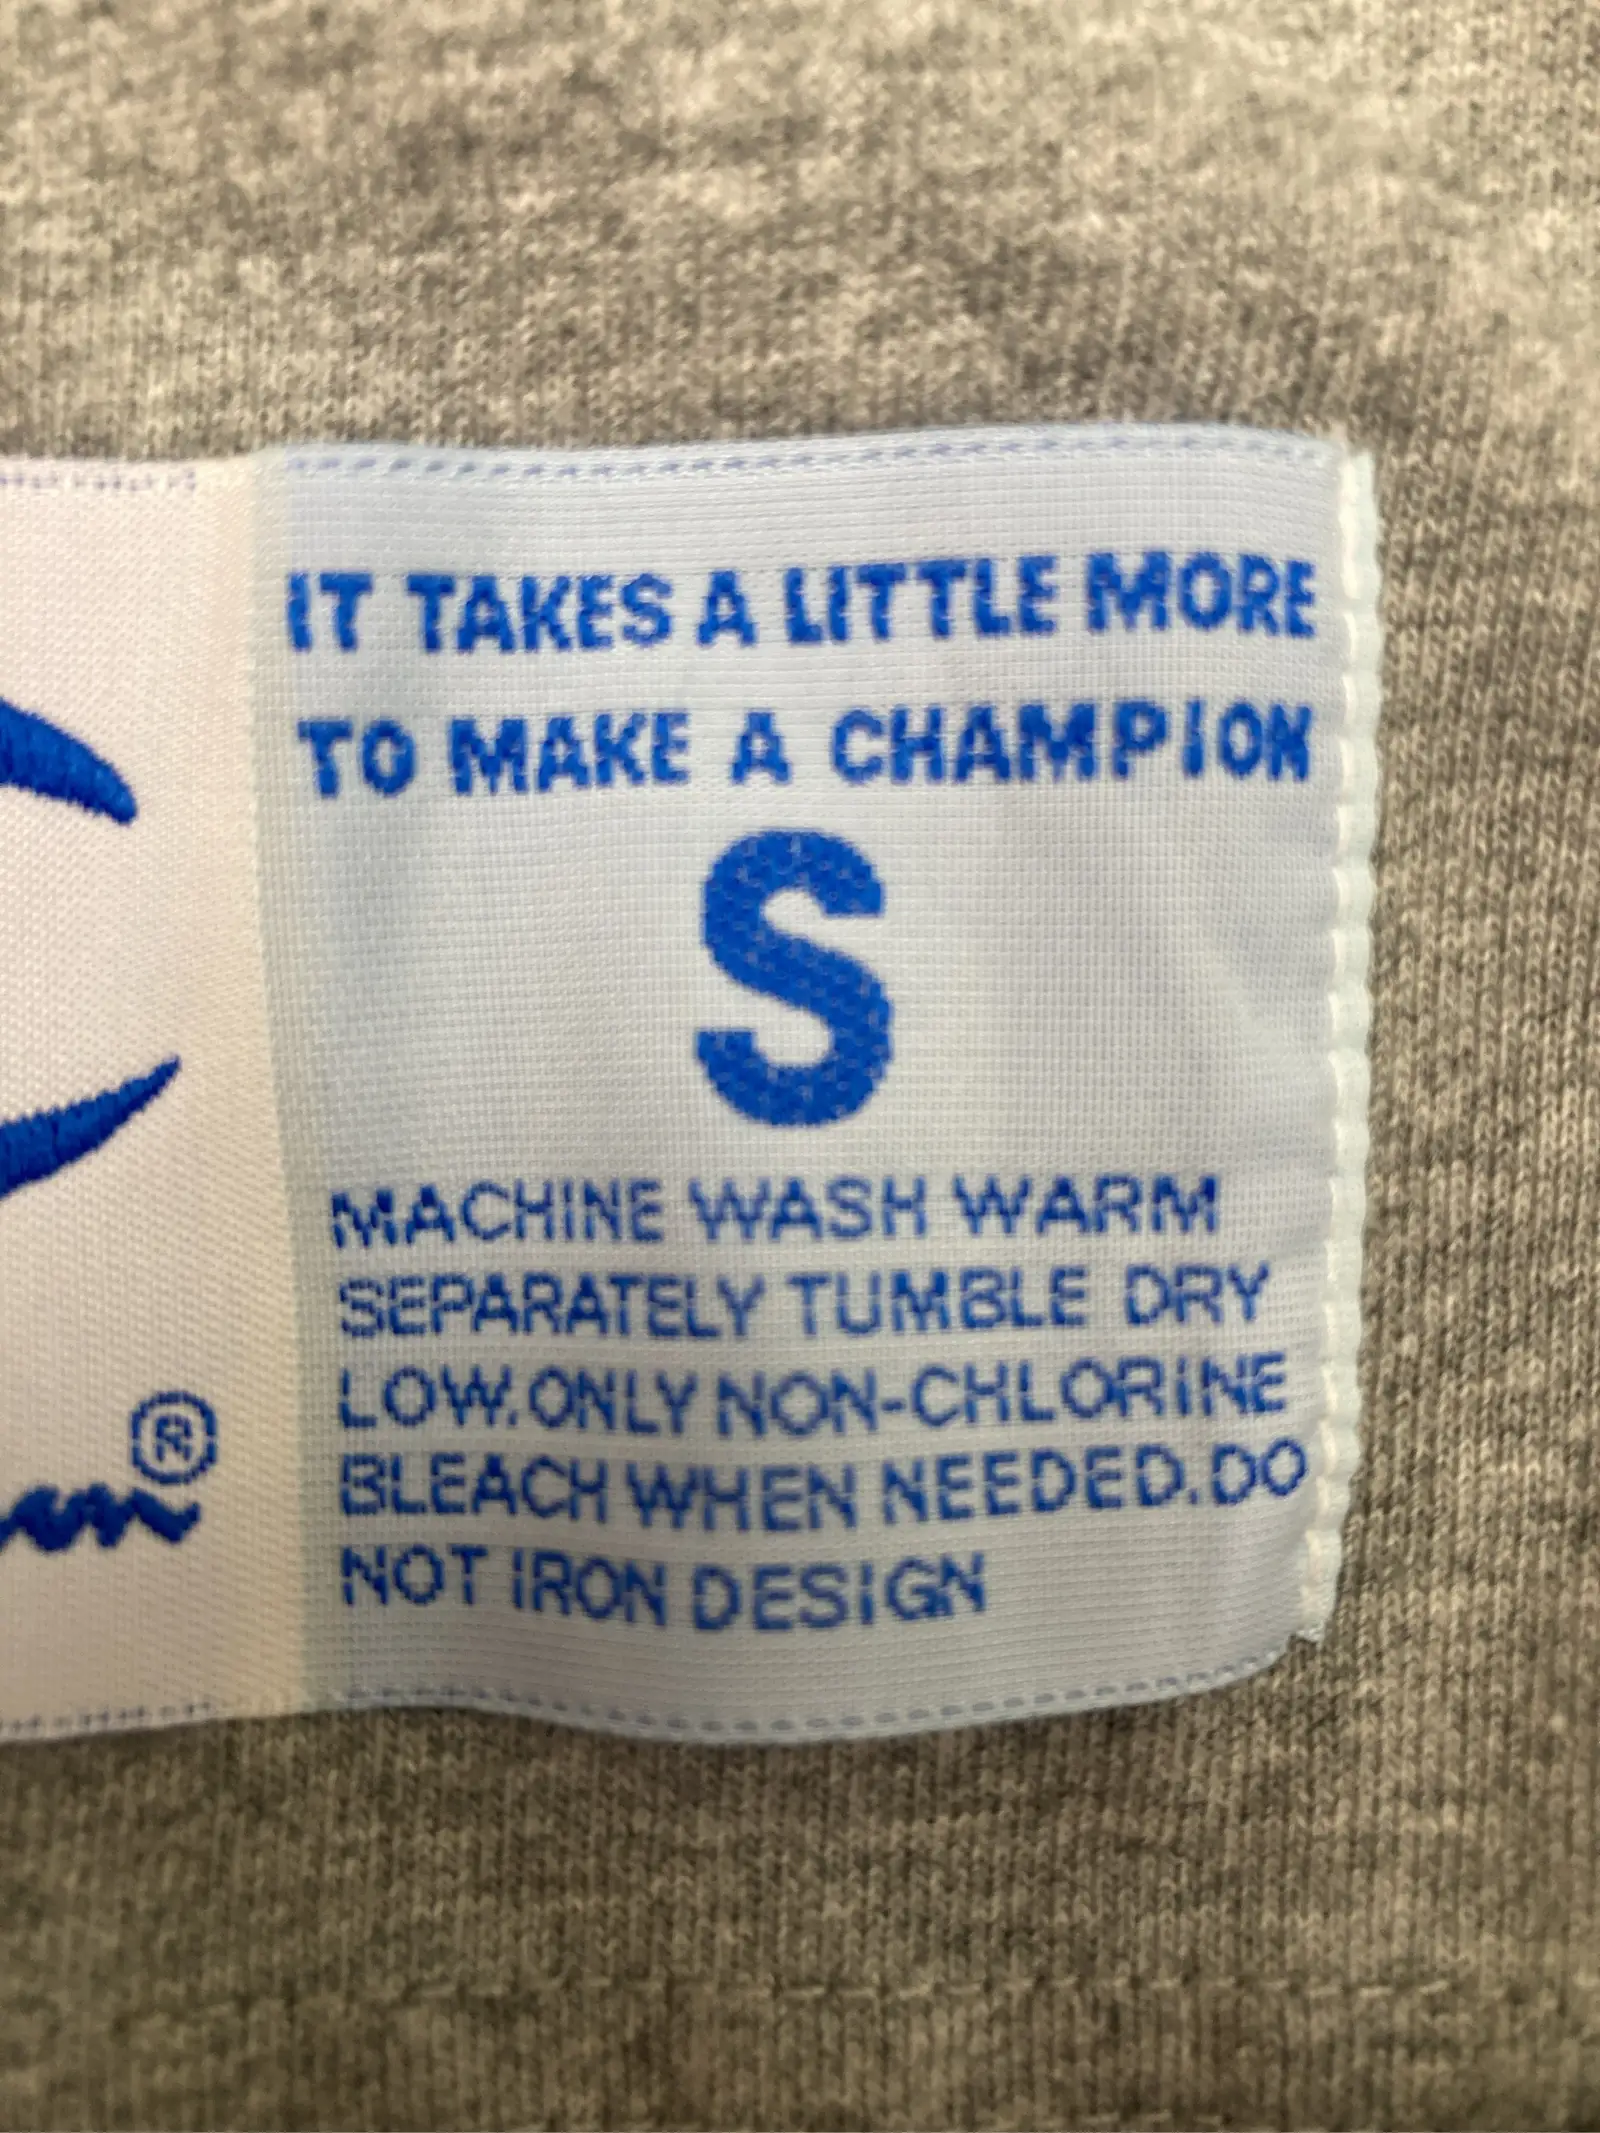 IT TAKES A LITTLE MORE
TO MAKE A CHAMPION
S
MACHINE WASH WARM
SEPARATELY TUMBLE DRY
LOW.ONLY NON-CHLORINE
BLEACH WHEN NEEDED.DO
NOT IRON DESIGN
®